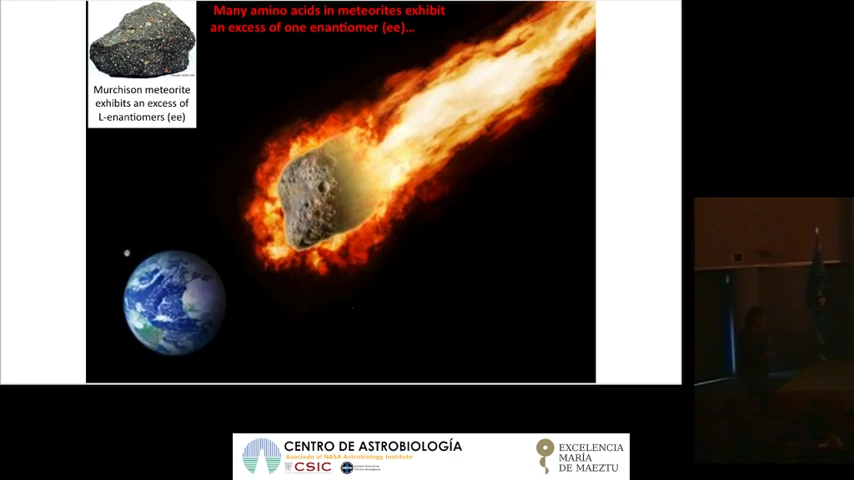 Many amino acids in meteorites exhibit
an excess of one enantiomer (ee)...
Murchison meteorite
exhibits an excess of
L-enantiomers (ee)
CENTRO DE ASTROBIOLOGÍA
Asociado al NASA Astrobiology Institute
CSIC
EXCELENCIA
MARÍA
DE MAEZTU